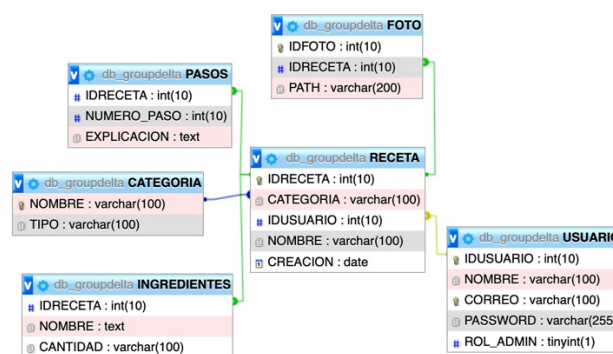 db_groupdelta FOTO
IDFOTO : int(10)
IDRECETA : int(10)
PATH : varchar(200)
db_groupdelta PASOS
IDRECETA : int(10)
NUMERO_PASO : int(10)
EXPLICACION : text
db_groupdelta RECETA
IDRECETA : int(10)
CATEGORIA : varchar(100)
IDUSUARIO : int(10)
NOMBRE : varchar(100)
CREACION : date
db_groupdelta CATEGORIA
NOMBRE : varchar(100)
TIPO : varchar(100)
db_groupdelta USUARIO
IDUSUARIO : int(10)
NOMBRE : varchar(100)
CORREO : varchar(100)
PASSWORD : varchar(255
ROL_ADMIN : tinyint(1)
db_groupdelta INGREDIENTES
IDRECETA : int(10)
NOMBRE : text
CANTIDAD : varchar(100)